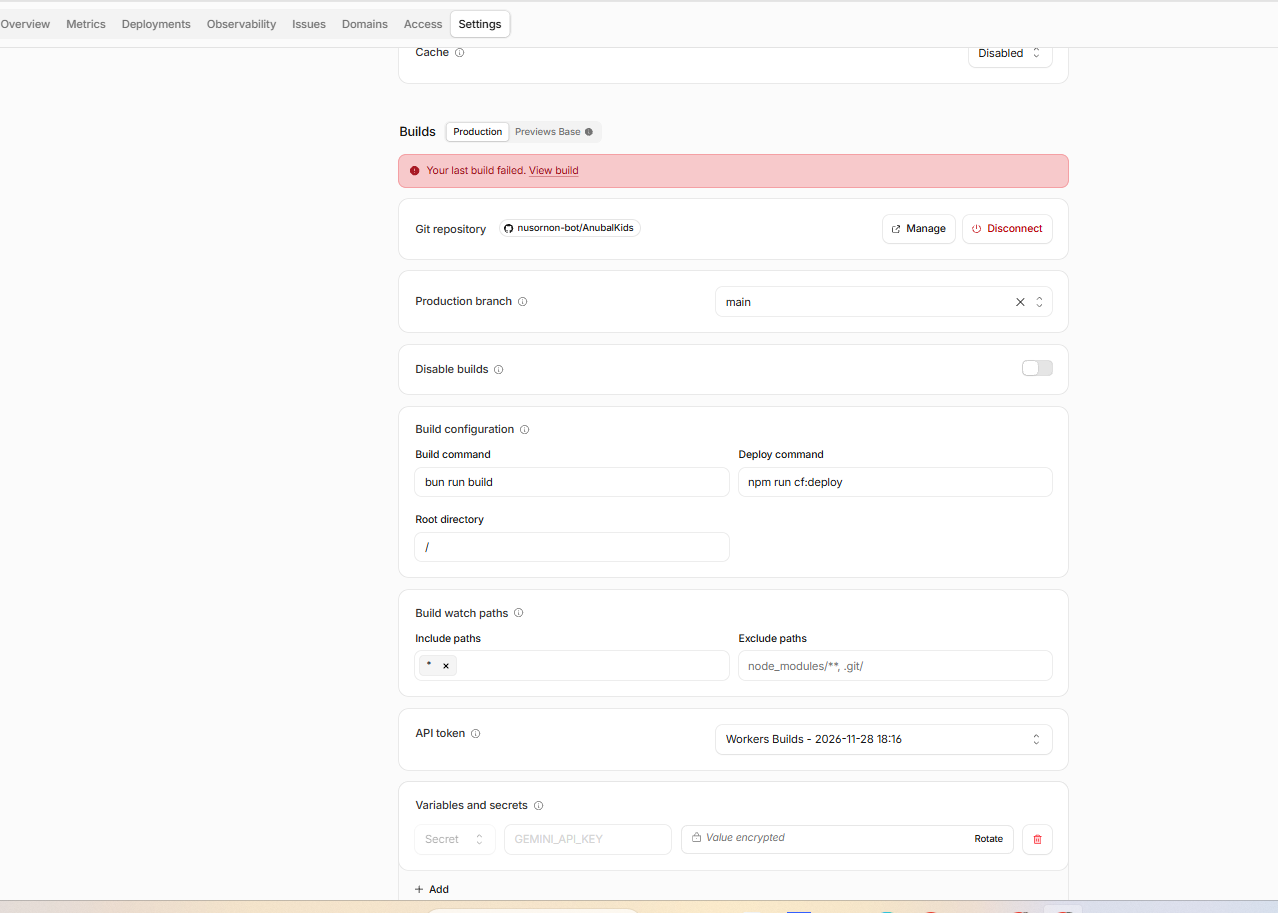 Overview Metrics Deployments Observability Issues Domains Access Settings
Cache Disabled
Builds Production Previews Base
Your last build failed. View build
Git repository nusornon-bot/AnubalKids Manage Disconnect
Production branch main
Disable builds
Build configuration
Build command Deploy command
bun run build npm run cf:deploy
Root directory
/
Build watch paths
Include paths Exclude paths
* × node_modules/**, .git/
API token Workers Builds - 2026-11-28 18:16
Variables and secrets
Secret GEMINI_API_KEY Value encrypted Rotate
+ Add